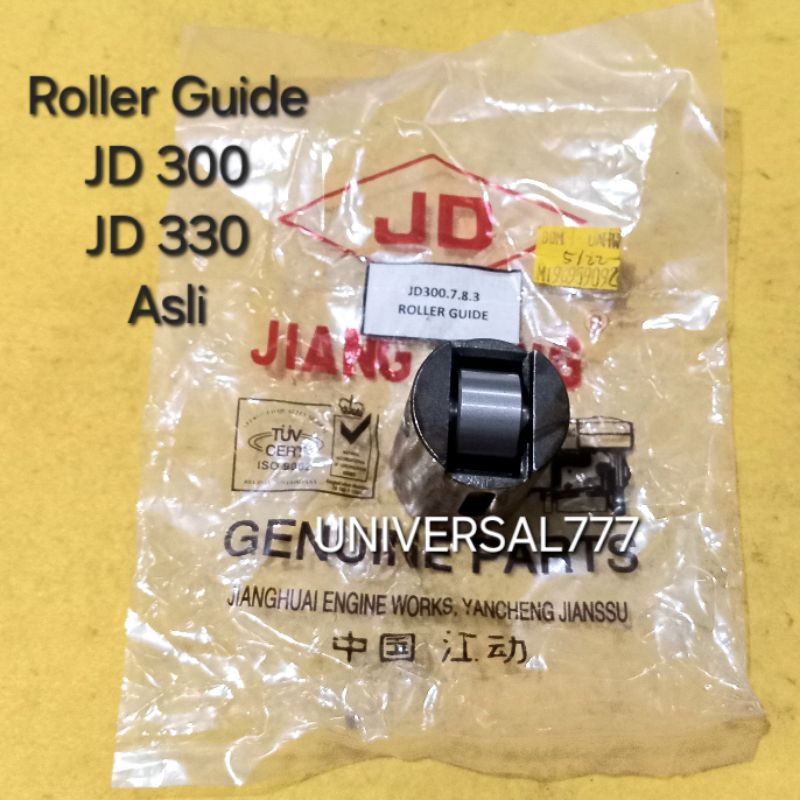 Roller Guide
JD 300
JD 330
Asli
JD
5/22
JD300.7.8.3
ROLLER GUIDE
JIANG
TÜV
CERT
ISO 9002
UNIVERSAL777
GENUINE PARTS
JIANGHUAI ENGINE WORKS, YANCHENG JIANSSU
中国 江动